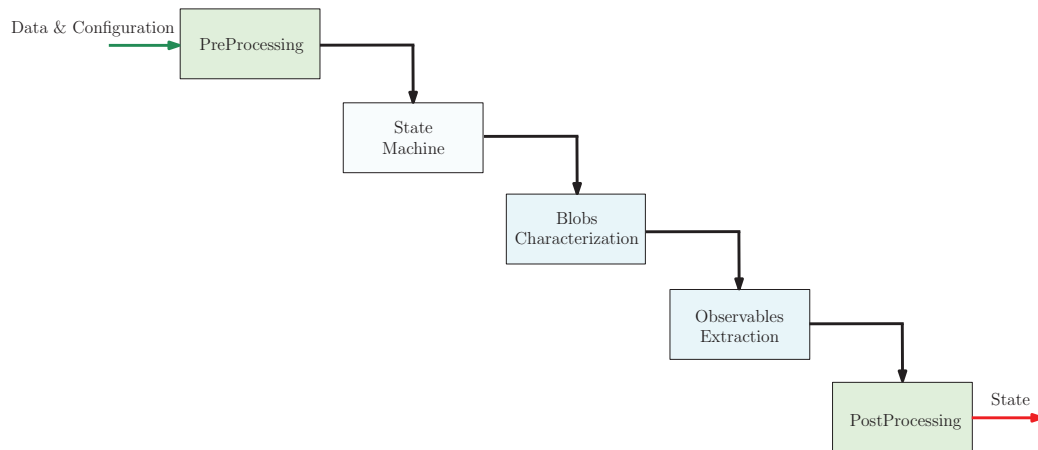 Data & Configuration
PreProcessing
State
Machine
Blobs
Characterization
Observables
Extraction
State
PostProcessing